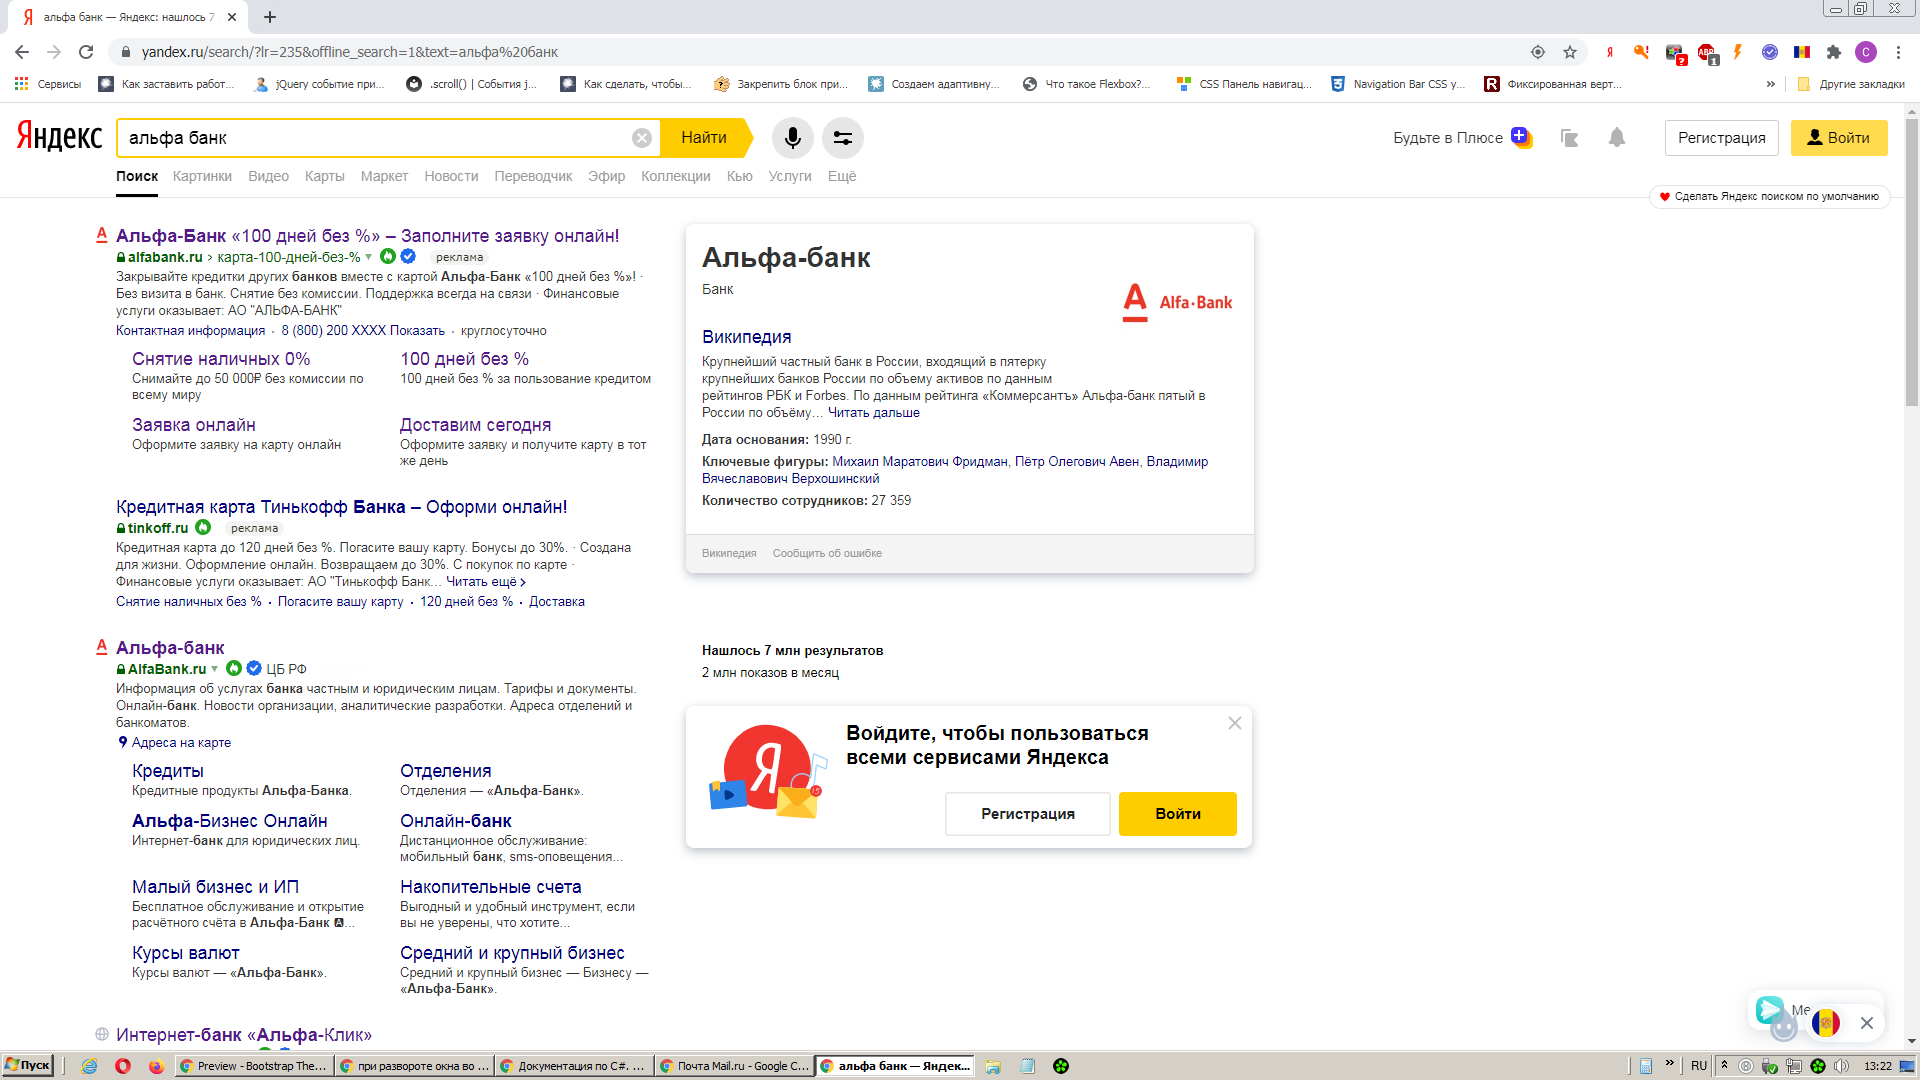 альфа банк — Яндекс: нашлось 7
yandex.ru/search/?lr=235&offline_search=1&text=альфа%20банк
Сервисы
Как заставить работ...
jQuery событие при...
.scroll() | События j...
Как сделать, чтобы...
Закрепить блок при...
Создаем адаптивну...
Что такое Flexbox?...
CSS Панель навигац...
Navigation Bar CSS у...
Фиксированная верт...
Другие закладки
Яндекс
альфа банк
Найти
Будьте в Плюсе
Регистрация
Войти
Поиск Картинки Видео Карты Маркет Новости Переводчик Эфир Коллекции Кью Услуги Ещё
Сделать Яндекс поиском по умолчанию
Альфа-Банк «100 дней без %» – Заполните заявку онлайн!
alfabank.ru › карта-100-дней-без-% реклама
Закрывайте кредитки других банков вместе с картой Альфа-Банк «100 дней без %»! ·
Без визита в банк. Снятие без комиссии. Поддержка всегда на связи · Финансовые
услуги оказывает: АО "АЛЬФА-БАНК"
Контактная информация · 8 (800) 200 XXXX Показать · круглосуточно
Снятие наличных 0%
Снимайте до 50 000₽ без комиссии по
всему миру
100 дней без %
100 дней без % за пользование кредитом
Заявка онлайн
Оформите заявку на карту онлайн
Доставим сегодня
Оформите заявку и получите карту в тот
же день
Кредитная карта Тинькофф Банка – Оформи онлайн!
tinkoff.ru реклама
Кредитная карта до 120 дней без %. Погасите вашу карту. Бонусы до 30%. · Создана
для жизни. Оформление онлайн. Возвращаем до 30%. С покупок по карте ·
Финансовые услуги оказывает: АО "Тинькофф Банк... Читать ещё ›
Снятие наличных без % · Погасите вашу карту · 120 дней без % · Доставка
Альфа-банк
AlfaBank.ru ЦБ РФ
Информация об услугах банка частным и юридическим лицам. Тарифы и документы.
Онлайн-банк. Новости организации, аналитические разработки. Адреса отделений и
банкоматов.
Адреса на карте
Кредиты
Кредитные продукты Альфа-Банка.
Отделения
Отделения — «Альфа-Банк».
Альфа-Бизнес Онлайн
Интернет-банк для юридических лиц.
Онлайн-банк
Дистанционное обслуживание:
мобильный банк, sms-оповещения...
Малый бизнес и ИП
Бесплатное обслуживание и открытие
расчётного счёта в Альфа-Банк 🅰...
Накопительные счета
Выгодный и удобный инструмент, если
вы не уверены, что хотите...
Курсы валют
Курсы валют — «Альфа-Банк».
Средний и крупный бизнес
Средний и крупный бизнес — Бизнесу —
«Альфа-Банк».
Интернет-банк «Альфа-Клик»
Альфа-банк
Банк
Alfa·Bank
Википедия
Крупнейший частный банк в России, входящий в пятерку
крупнейших банков России по объему активов по данным
рейтингов РБК и Forbes. По данным рейтинга «Коммерсантъ» Альфа-банк пятый в
России по объёму... Читать дальше
Дата основания: 1990 г.
Ключевые фигуры: Михаил Маратович Фридман, Пётр Олегович Авен, Владимир
Вячеславович Верхошинский
Количество сотрудников: 27 359
Википедия Сообщить об ошибке
Нашлось 7 млн результатов
2 млн показов в месяц
Войдите, чтобы пользоваться
всеми сервисами Яндекса
Регистрация
Войти
Ме
Пуск
Preview - Bootstrap The...
при развороте окна во ...
Документация по C#. ...
Почта Mail.ru - Google C...
альфа банк — Яндек...
RU
13:22